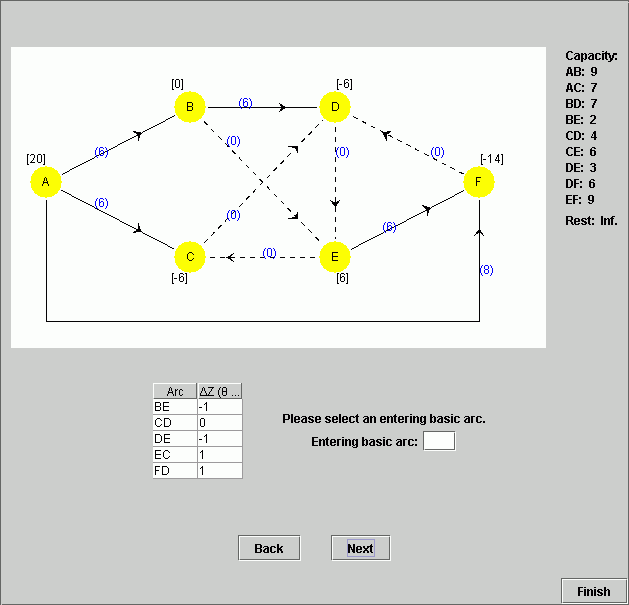 Capacity:
AB: 9
AC: 7
BD: 7
BE: 2
CD: 4
CE: 6
DE: 3
DF: 6
EF: 9
Rest: Inf.
[0]
[-6]
B
(6)
D
(6)
(0)
(0)
(0)
[20]
[-14]
A
F
(6)
(0)
(6)
C
(0)
E
(8)
[-6]
[6]
Arc ΔZ (θ ...
BE -1
CD 0
DE -1
EC 1
FD 1
Please select an entering basic arc.
Entering basic arc:
Back
Next
Finish